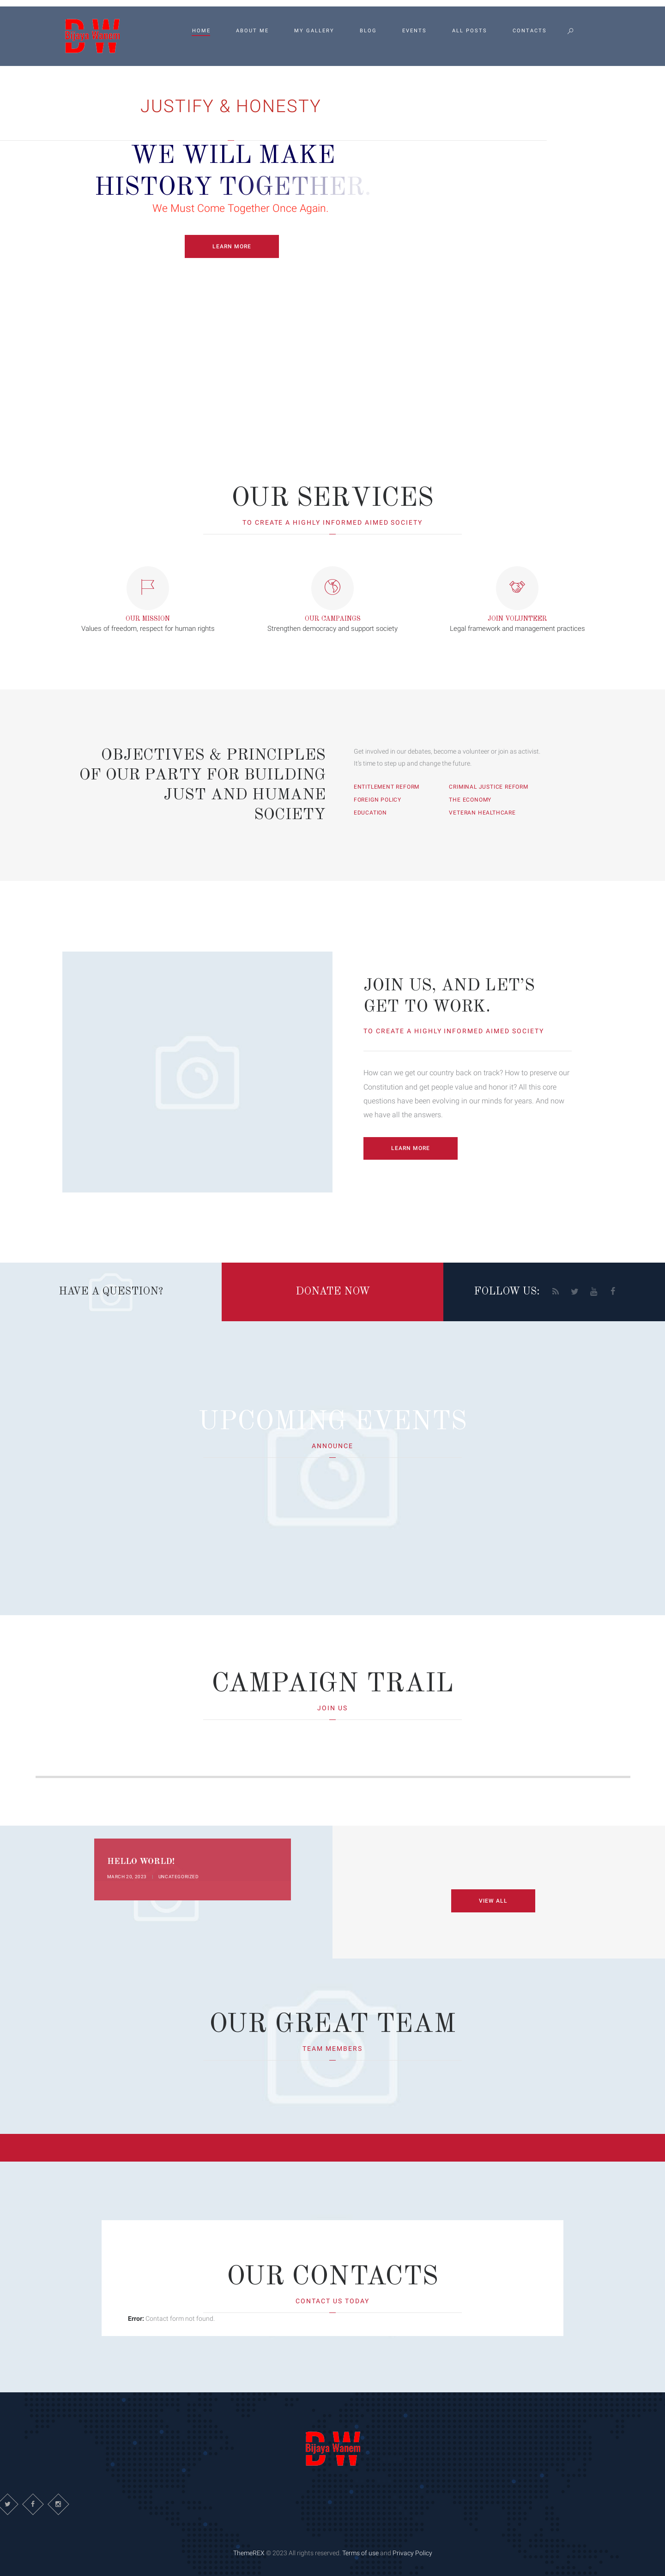 BW
Bijaya Wanem
HOME ABOUT ME MY GALLERY BLOG EVENTS ALL POSTS CONTACTS
JUSTIFY & HONESTY
WE WILL MAKE
HISTORY TOGETHER.
We Must Come Together Once Again.
LEARN MORE
OUR SERVICES
TO CREATE A HIGHLY INFORMED AIMED SOCIETY
OUR MISSION
Values of freedom, respect for human rights
OUR CAMPAINGS
Strengthen democracy and support society
JOIN VOLUNTEER
Legal framework and management practices
OBJECTIVES & PRINCIPLES
OF OUR PARTY FOR BUILDING
JUST AND HUMANE
SOCIETY
Get involved in our debates, become a volunteer or join as activist.
It's time to step up and change the future.
ENTITLEMENT REFORM
FOREIGN POLICY
EDUCATION
CRIMINAL JUSTICE REFORM
THE ECONOMY
VETERAN HEALTHCARE
JOIN US, AND LET'S
GET TO WORK.
TO CREATE A HIGHLY INFORMED AIMED SOCIETY
How can we get our country back on track? How to preserve our
Constitution and get people value and honor it? All this core
questions have been evolving in our minds for years. And now
we have all the answers.
LEARN MORE
HAVE A QUESTION?
DONATE NOW
FOLLOW US:
UPCOMING EVENTS
ANNOUNCE
CAMPAIGN TRAIL
JOIN US
HELLO WORLD!
MARCH 20, 2023 | UNCATEGORIZED
VIEW ALL
OUR GREAT TEAM
TEAM MEMBERS
OUR CONTACTS
CONTACT US TODAY
Error: Contact form not found.
BW
Bijaya Wanem
ThemeREX © 2023 All rights reserved. Terms of use and Privacy Policy